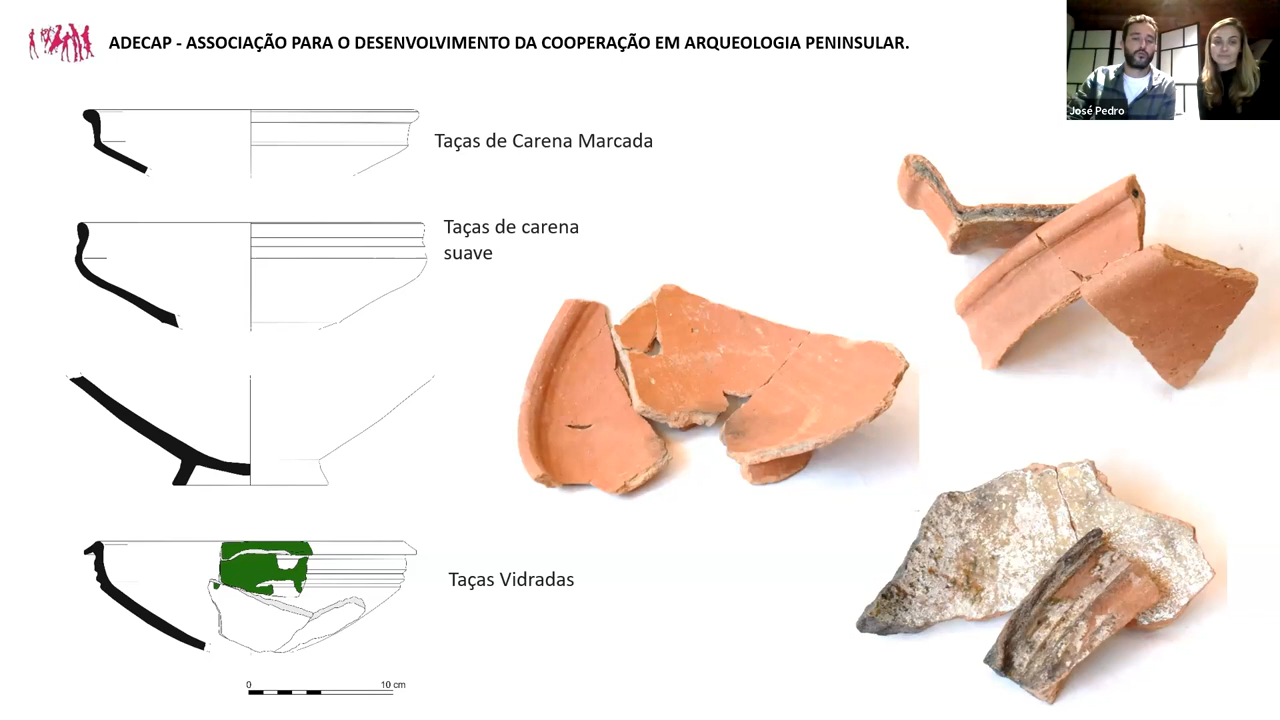 ADECAP - ASSOCIAÇÃO PARA O DESENVOLVIMENTO DA COOPERAÇÃO EM ARQUEOLOGIA PENINSULAR.
José Pedro
Taças de Carena Marcada
Taças de carena
suave
Taças Vidradas
0 10 cm